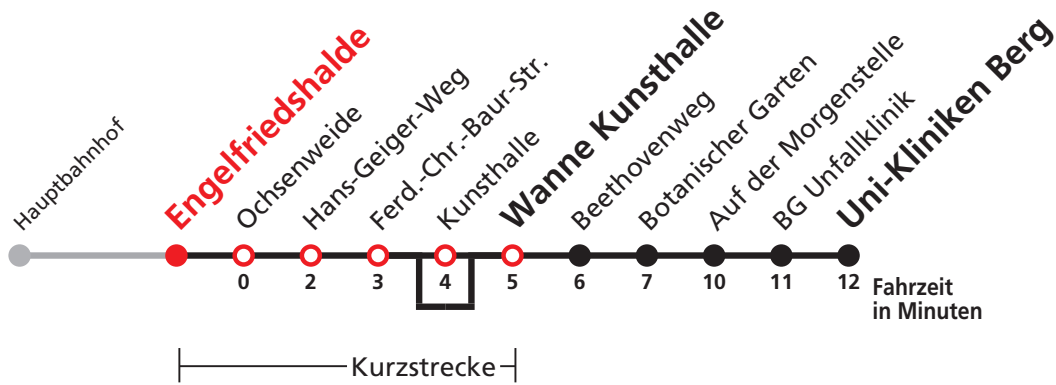 Hauptbahnhof
Engelfriedshalde
Ochsenweide
Hans-Geiger-Weg
Ferd.-Chr.-Baur-Str.
Kunsthalle
Wanne Kunsthalle
Beethovenweg
Botanischer Garten
Auf der Morgenstelle
BG Unfallklinik
Uni-Kliniken Berg
0 2 3 4 5 6 7 10 11 12
Fahrzeit
in Minuten
Kurzstrecke